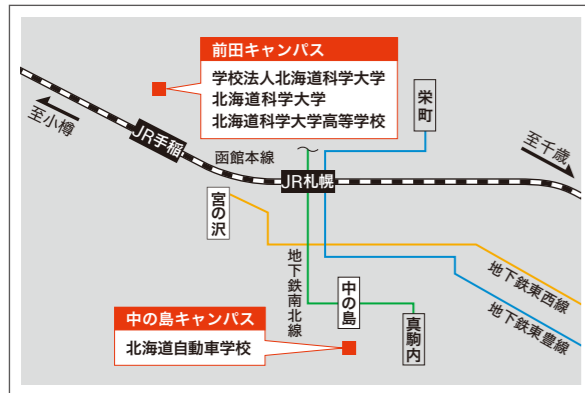 前田キャンパス
学校法人北海道科学大学
北海道科学大学
北海道科学大学高等学校
栄町
至小樽
JR手稲
函館本線
至千歳
JR札幌
宮の沢
地下鉄南北線
中の島
真駒内
地下鉄東西線
地下鉄東豊線
中の島キャンパス
北海道自動車学校